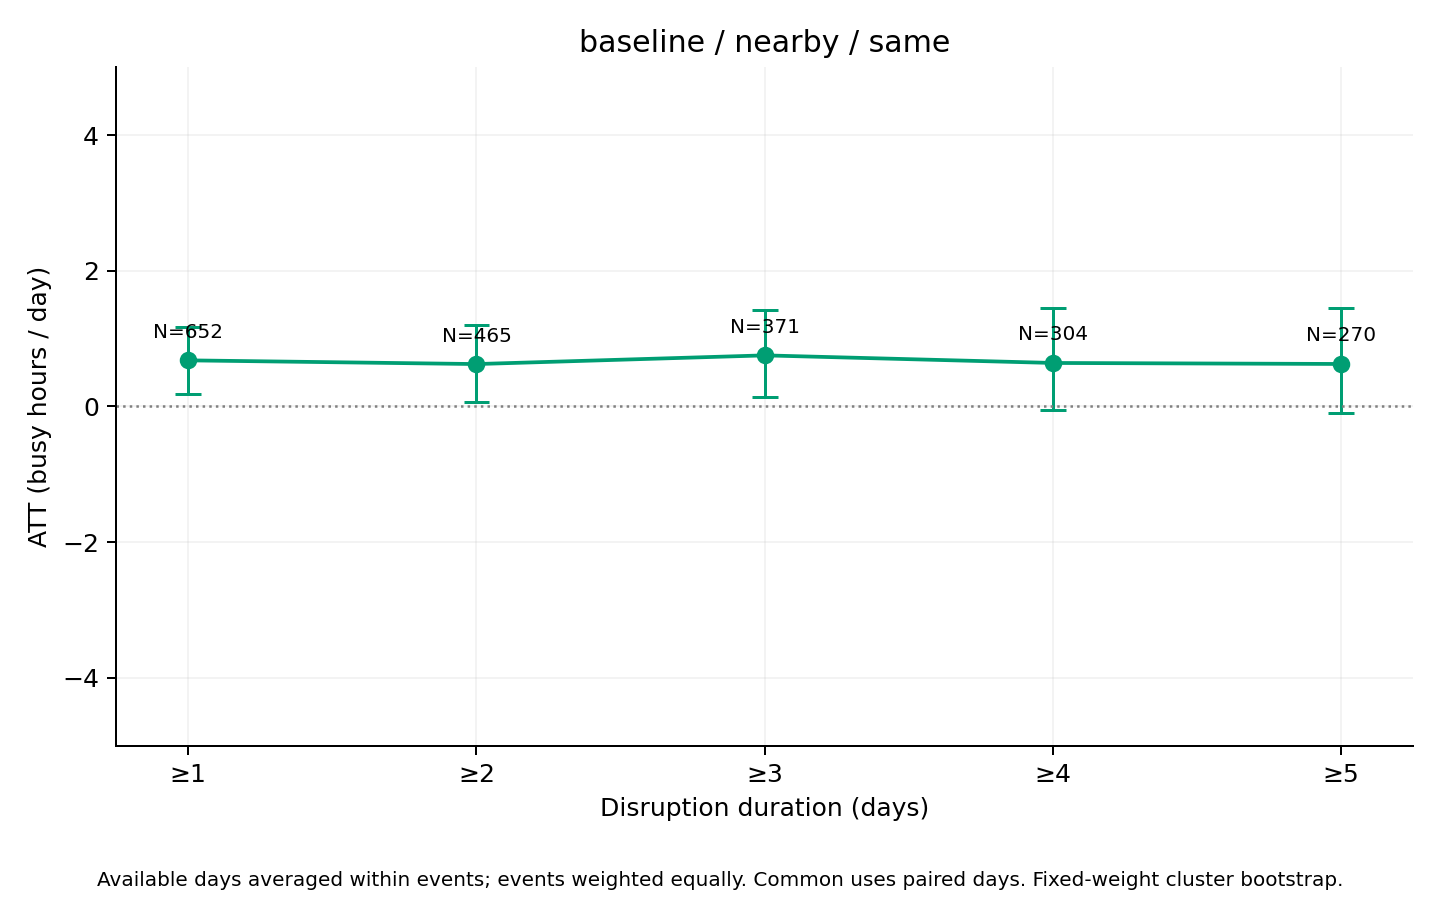 baseline / nearby / same
ATT (busy hours / day)
4
2
0
−2
−4
N=652
N=465
N=371
N=304
N=270
≥1
≥2
≥3
≥4
≥5
Disruption duration (days)
Available days averaged within events; events weighted equally. Common uses paired days. Fixed-weight cluster bootstrap.